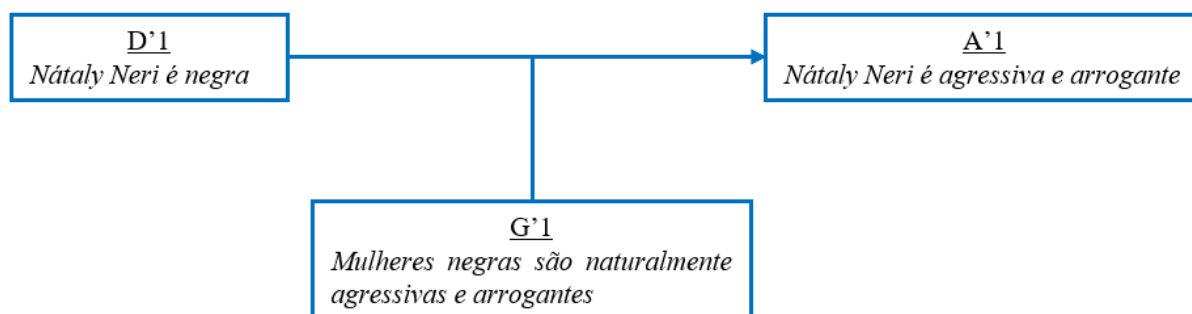 D’1
Nátaly Neri é negra
A’1
Nátaly Neri é agressiva e arrogante
G’1
Mulheres negras são naturalmente
agressivas e arrogantes